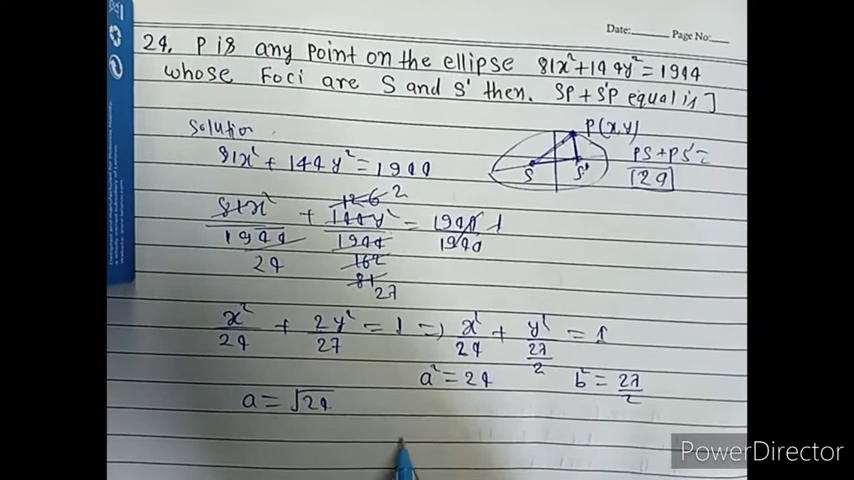 Date: Page No:
24. P is any point on the ellipse 81x²+144y²=1944
whose Foci are S and S' then. SP+S'P equal is]
Solution
81x²+144y²=1944
P(x,y)
S S'
PS+PS'=
[2a]
81x²/1944 + 144y²/1944 = 1944/1944 1
12 6 2
24 162
81
27
x²/24 + 2y²/27 = 1 => x²/24 + y²/(27/2) = 1
a²=24 b²=27/2
a=√24
PowerDirector